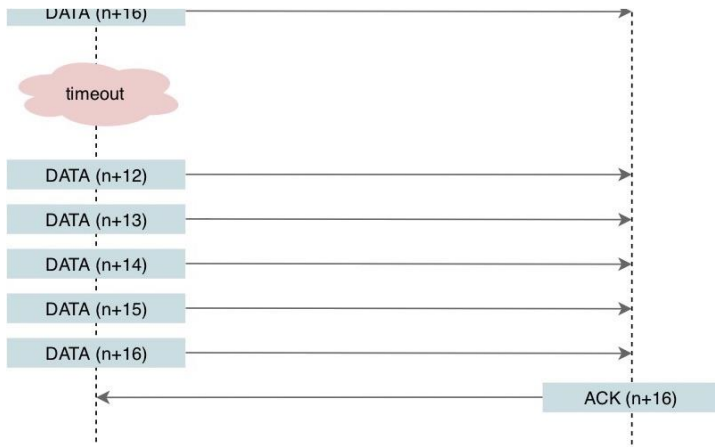 DATA (n+16)
timeout
DATA (n+12)
DATA (n+13)
DATA (n+14)
DATA (n+15)
DATA (n+16)
ACK (n+16)